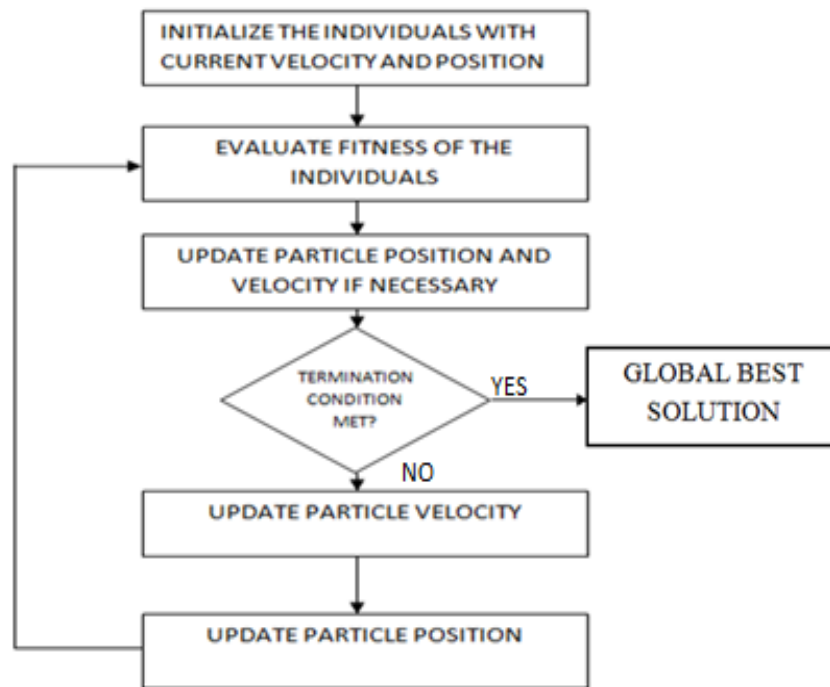 INITIALIZE THE INDIVIDUALS WITH
CURRENT VELOCITY AND POSITION
EVALUATE FITNESS OF THE
INDIVIDUALS
UPDATE PARTICLE POSITION AND
VELOCITY IF NECESSARY
TERMINATION
CONDITION
MET?
YES
GLOBAL BEST
SOLUTION
NO
UPDATE PARTICLE VELOCITY
UPDATE PARTICLE POSITION